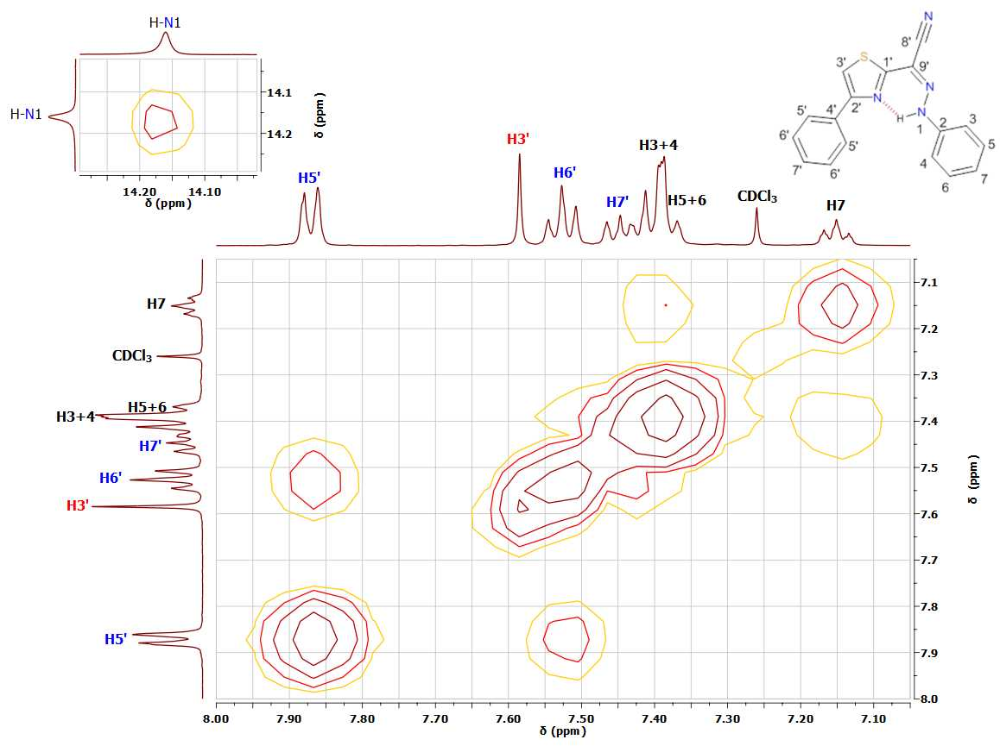 H-N1
H-N1
14.1
14.2
δ (ppm)
14.20 14.10
δ (ppm)
N
8'
S
3'
1'
9'
N
N
4'
2'
5'
H
N
1
2
3
6'
5'
5
7'
6'
4
6
7
H5'
H3'
H6'
H7'
H3+4
H5+6
CDCl₃
H7
H7
CDCl₃
H5+6
H3+4
H7'
H6'
H3'
H5'
7.1
7.2
7.3
7.4
7.5
7.6
7.7
7.8
7.9
8.0
δ (ppm)
8.00 7.90 7.80 7.70 7.60 7.50 7.40 7.30 7.20 7.10
δ (ppm)